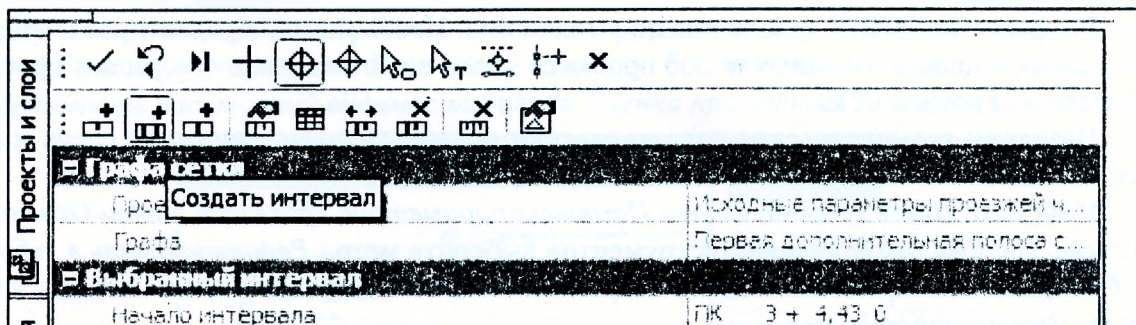 Проекты и слои
Графа сетки
Прое
Создать интервал
Исходные параметры проезжей ч...
Графа
Первая дополнительная полоса с...
Выбранный интервал
Начало интервала
ПК 3 + 4,43 0